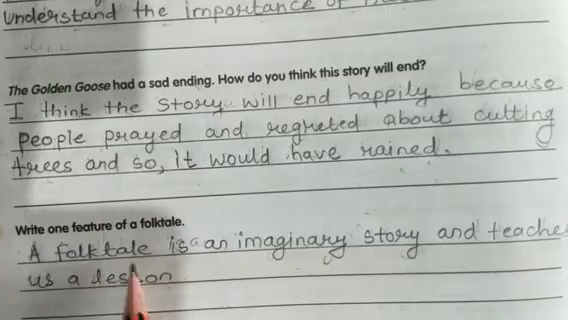 understand the importance of
The Golden Goose had a sad ending. How do you think this story will end?
I think the story will end happily because
people prayed and regreted about cutting
trees and so, it would have rained.
Write one feature of a folktale.
A folktale is an imaginary story and teaches
us a lesson